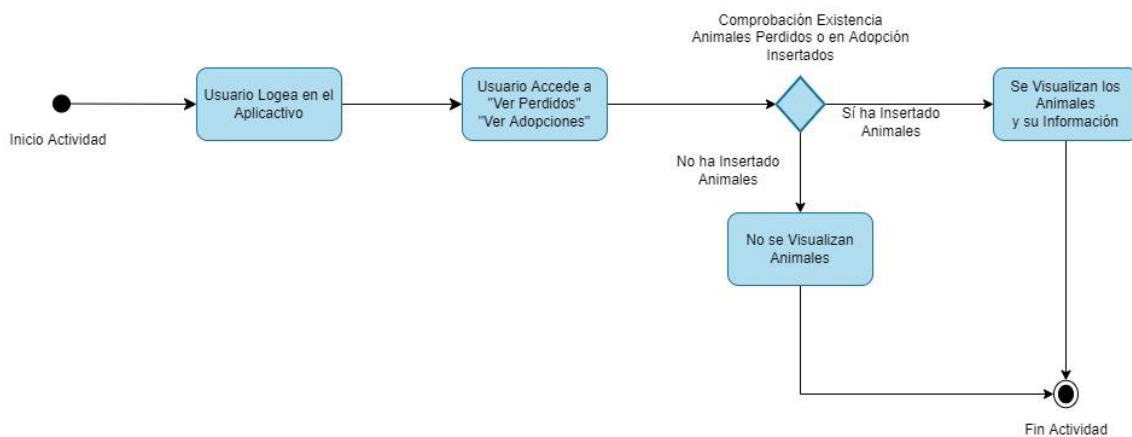 Inicio Actividad
Usuario Logea en el
Aplicactivo
Usuario Accede a
"Ver Perdidos"
"Ver Adopciones"
Comprobación Existencia
Animales Perdidos o en Adopción
Insertados
Sí ha Insertado
Animales
Se Visualizan los
Animales
y su Información
No ha Insertado
Animales
No se Visualizan
Animales
Fin Actividad